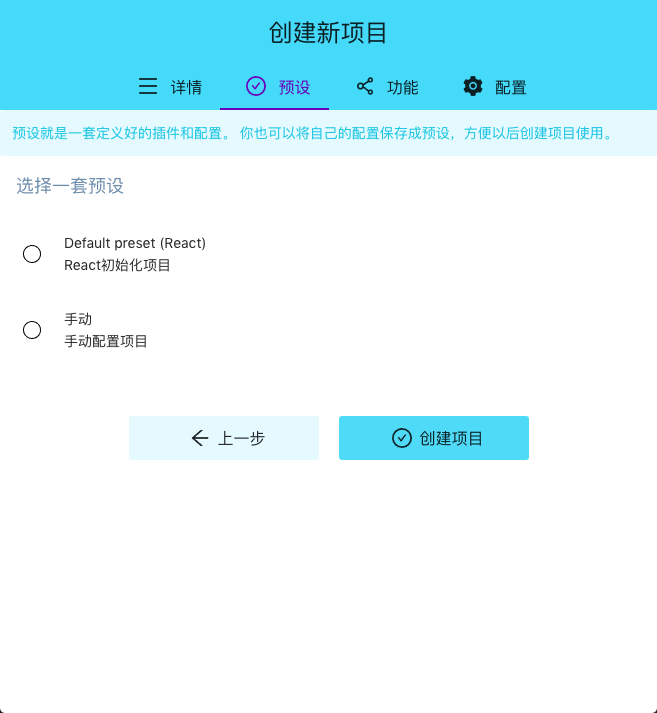 创建新项目
详情 预设 功能 配置
预设就是一套定义好的插件和配置。 你也可以将自己的配置保存成预设，方便以后创建项目使用。
选择一套预设
Default preset (React)
React初始化项目
手动
手动配置项目
上一步 创建项目